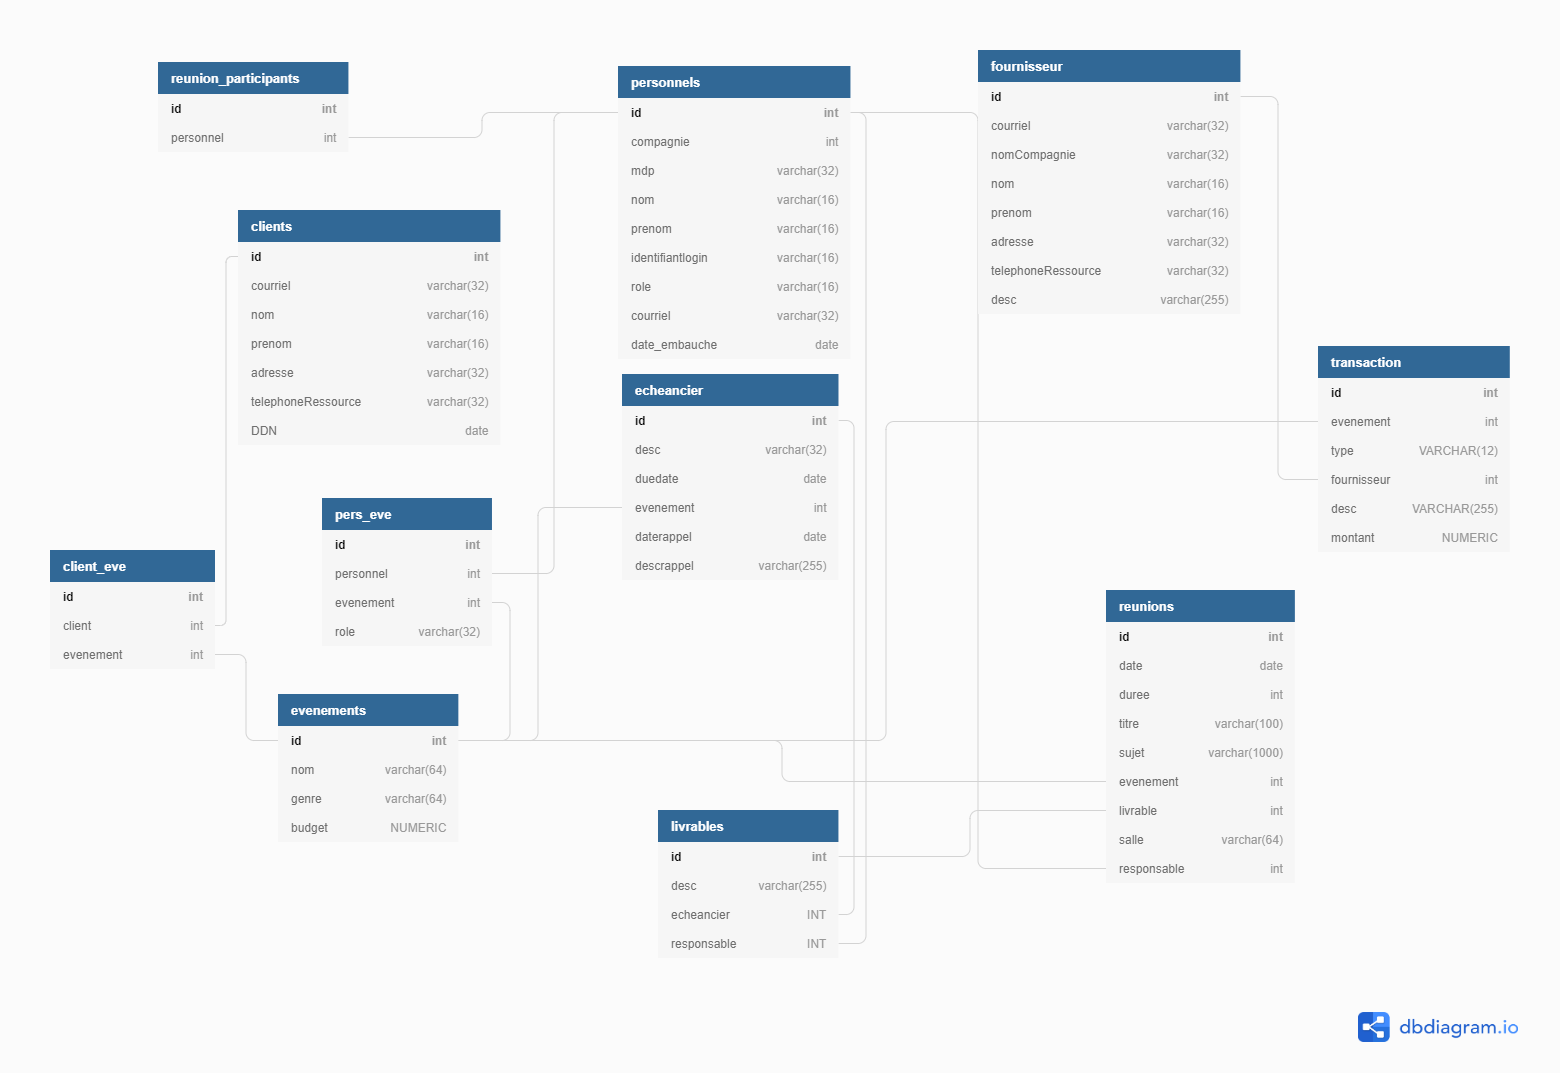 reunion_participants
id int
personnel int
personnels
id int
compagnie int
mdp varchar(32)
nom varchar(16)
prenom varchar(16)
identifiantlogin varchar(16)
role varchar(16)
courriel varchar(32)
date_embauche date
fournisseur
id int
courriel varchar(32)
nomCompagnie varchar(32)
nom varchar(16)
prenom varchar(16)
adresse varchar(32)
telephoneRessource varchar(32)
desc varchar(255)
clients
id int
courriel varchar(32)
nom varchar(16)
prenom varchar(16)
adresse varchar(32)
telephoneRessource varchar(32)
DDN date
transaction
id int
evenement int
type VARCHAR(12)
fournisseur int
desc VARCHAR(255)
montant NUMERIC
echeancier
id int
desc varchar(32)
duedate date
evenement int
daterappel date
descrappel varchar(255)
pers_eve
id int
personnel int
evenement int
role varchar(32)
client_eve
id int
client int
evenement int
reunions
id int
date date
duree int
titre varchar(100)
sujet varchar(1000)
evenement int
livrable int
salle varchar(64)
responsable int
evenements
id int
nom varchar(64)
genre varchar(64)
budget NUMERIC
livrables
id int
desc varchar(255)
echeancier INT
responsable INT
dbdiagram.io